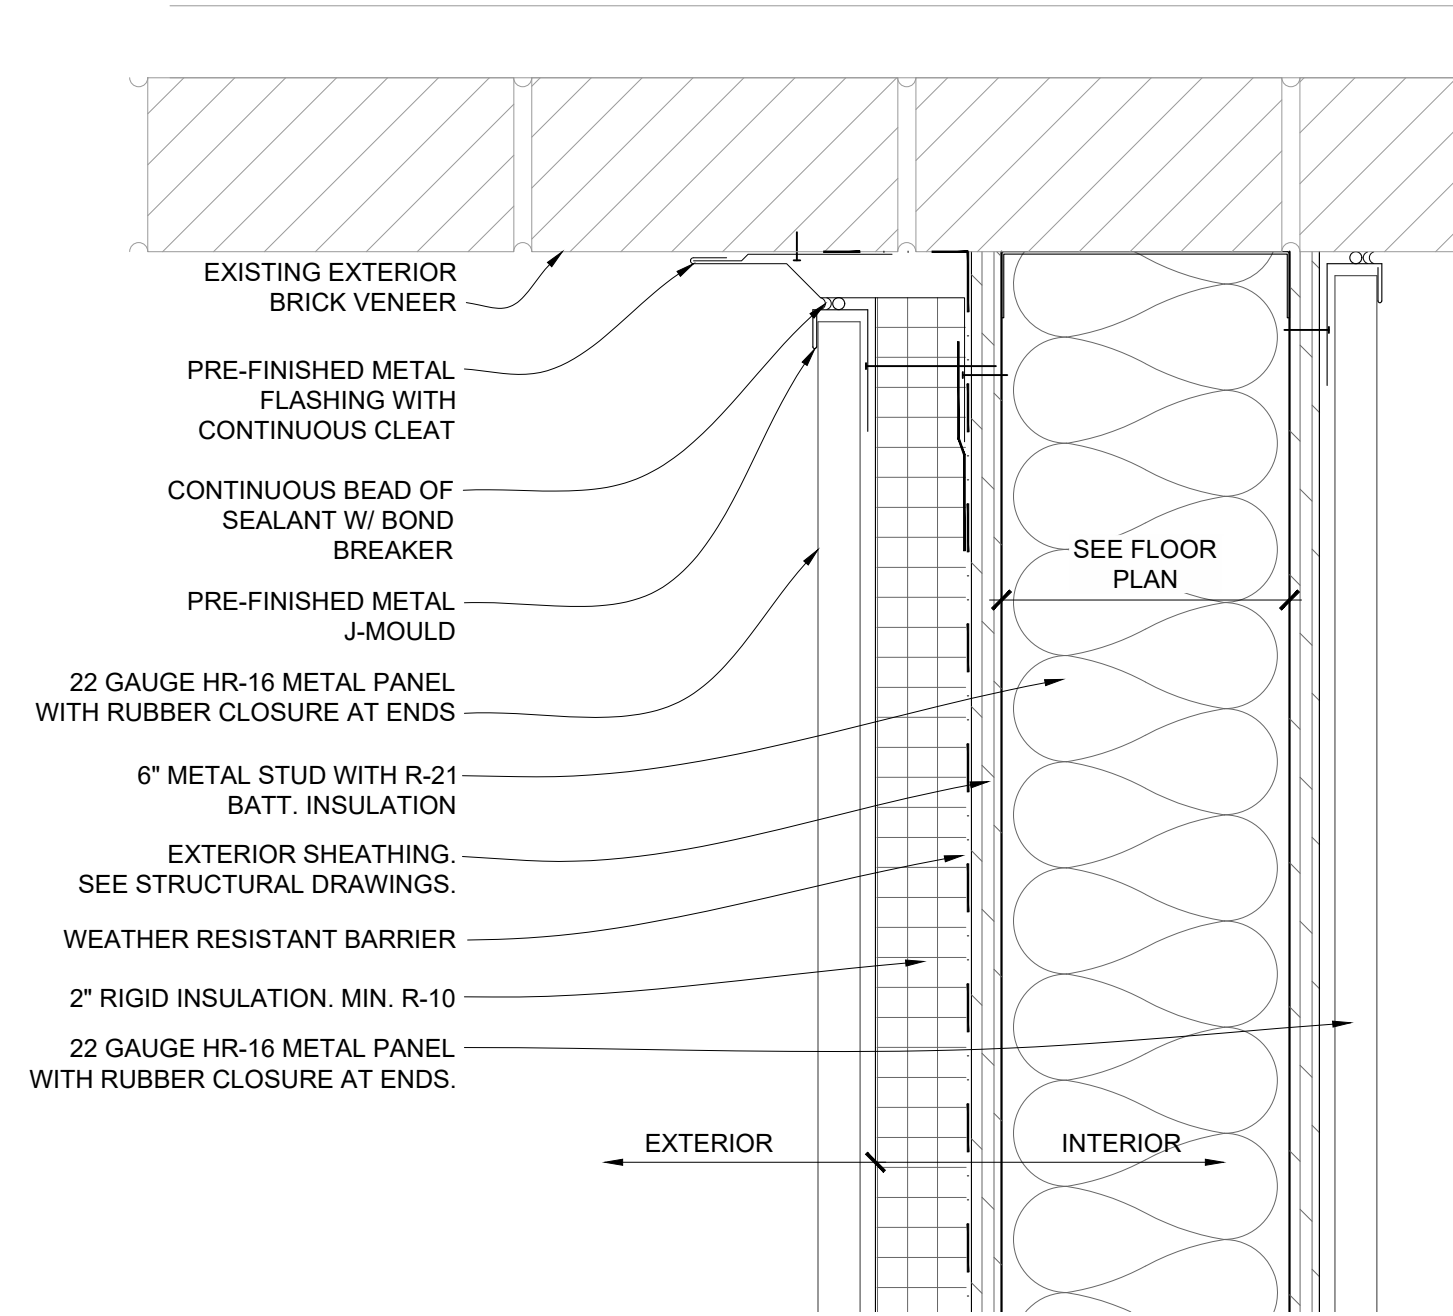 EXISTING EXTERIOR
BRICK VENEER
PRE-FINISHED METAL
FLASHING WITH
CONTINUOUS CLEAT
CONTINUOUS BEAD OF
SEALANT W/ BOND
BREAKER
PRE-FINISHED METAL
J-MOULD
22 GAUGE HR-16 METAL PANEL
WITH RUBBER CLOSURE AT ENDS
6" METAL STUD WITH R-21
BATT. INSULATION
EXTERIOR SHEATHING.
SEE STRUCTURAL DRAWINGS.
WEATHER RESISTANT BARRIER
2" RIGID INSULATION. MIN. R-10
22 GAUGE HR-16 METAL PANEL
WITH RUBBER CLOSURE AT ENDS.
SEE FLOOR
PLAN
EXTERIOR
INTERIOR